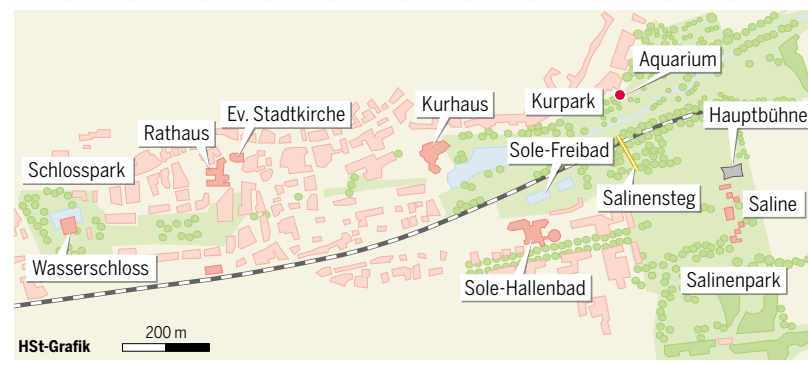 Aquarium
Kurpark
Kurhaus
Ev. Stadtkirche
Hauptbühne
Rathaus
Sole-Freibad
Schlosspark
Salinensteg
Saline
Wasserschloss
Sole-Hallenbad
Salinenpark
200 m
HSt-Grafik